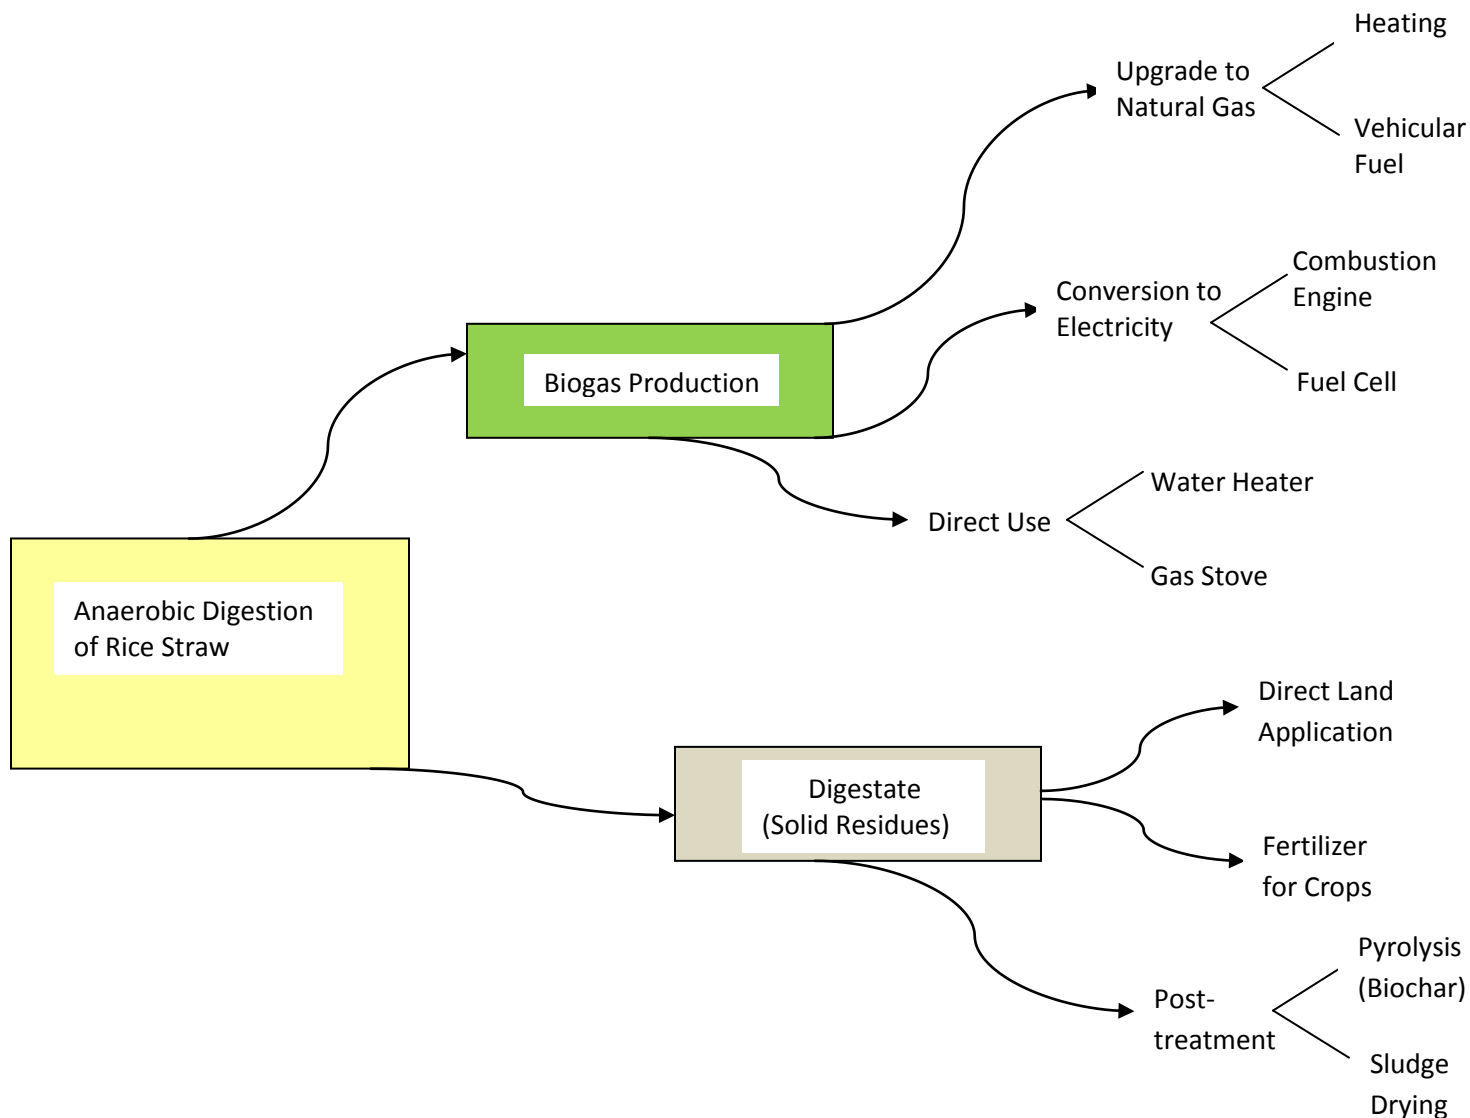 Heating
Upgrade to
Natural Gas
Vehicular
Fuel
Combustion
Engine
Conversion to
Electricity
Fuel Cell
Biogas Production
Water Heater
Direct Use
Gas Stove
Anaerobic Digestion
of Rice Straw
Direct Land
Application
Digestate
(Solid Residues)
Fertilizer
for Crops
Pyrolysis
(Biochar)
Post-
treatment
Sludge
Drying